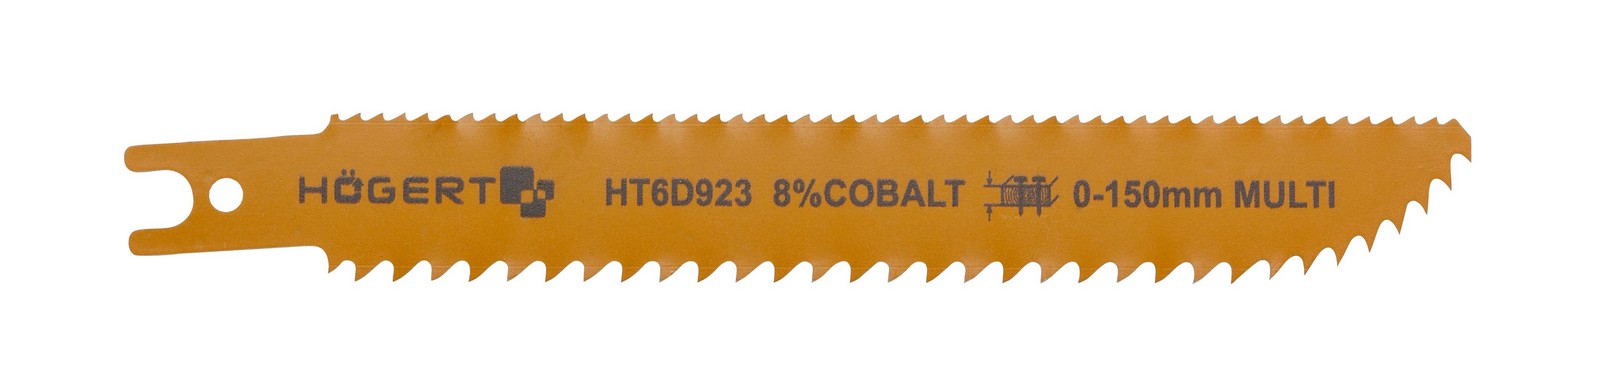 HÖGERT HT6D923 8%COBALT 0-150mm MULTI